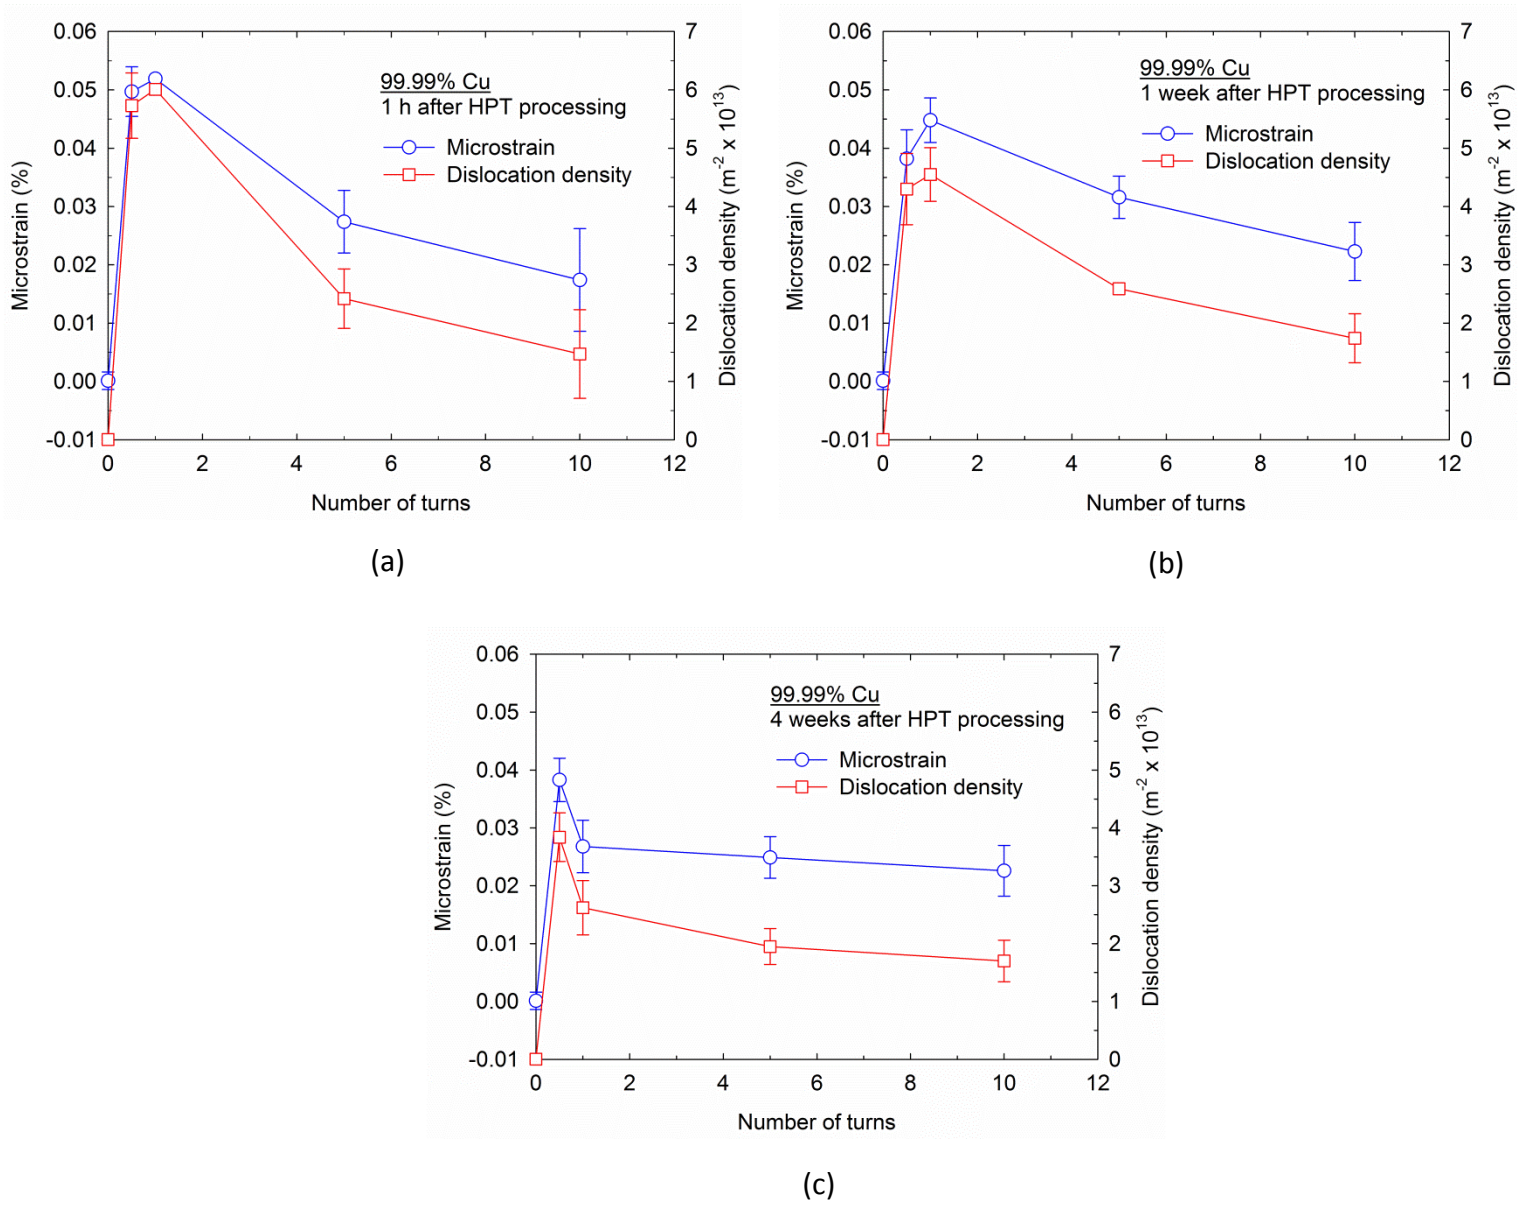 0.06
0.05
0.04
0.03
0.02
0.01
0.00
-0.01
Microstrain (%)
99.99% Cu
1 h after HPT processing
Microstrain
Dislocation density
7
6
5
4
3
2
1
0
Dislocation density (m⁻² x 10¹³)
0 2 4 6 8 10 12
Number of turns
(a)
0.06
0.05
0.04
0.03
0.02
0.01
0.00
-0.01
Microstrain (%)
99.99% Cu
1 week after HPT processing
Microstrain
Dislocation density
7
6
5
4
3
2
1
0
Dislocation density (m⁻² x 10¹³)
0 2 4 6 8 10 12
Number of turns
(b)
0.06
0.05
0.04
0.03
0.02
0.01
0.00
-0.01
Microstrain (%)
99.99% Cu
4 weeks after HPT processing
Microstrain
Dislocation density
7
6
5
4
3
2
1
0
Dislocation density (m⁻² x 10¹³)
0 2 4 6 8 10 12
Number of turns
(c)